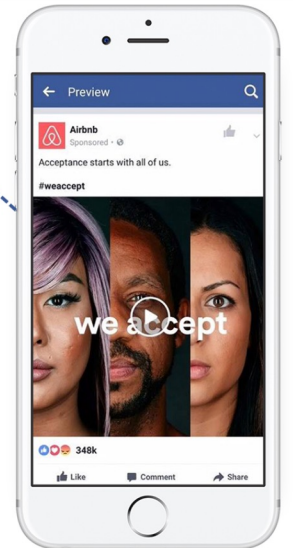 Preview
Airbnb
Sponsored •
Acceptance starts with all of us.
#weaccept
we accept
348k
Like Comment Share